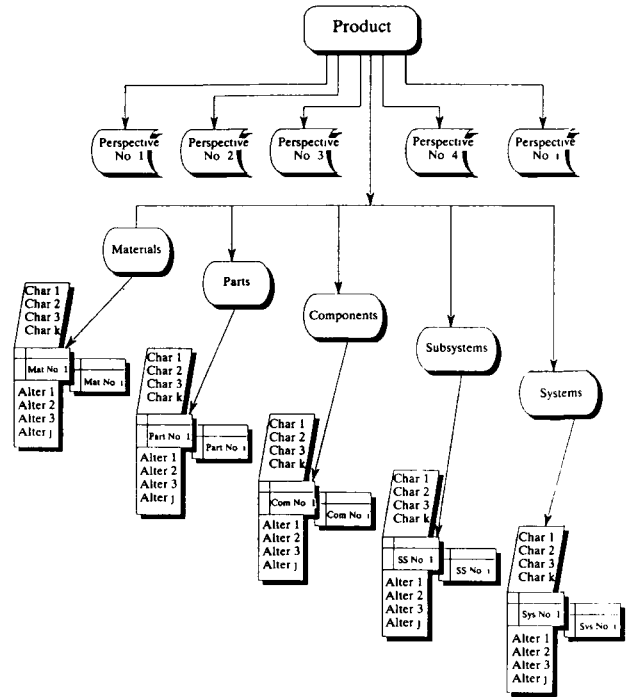 Product
Perspective
No 1
Perspective
No 2
Perspective
No 3
Perspective
No 4
Perspective
No i
Materials
Char 1
Char 2
Char 3
Char k
Mat No 1
Mat No i
Alter 1
Alter 2
Alter 3
Alter j
Parts
Char 1
Char 2
Char 3
Char k
Part No 1
Part No i
Alter 1
Alter 2
Alter 3
Alter j
Components
Char 1
Char 2
Char 3
Char k
Com No 1
Com No i
Alter 1
Alter 2
Alter 3
Alter j
Subsystems
Char 1
Char 2
Char 3
Char k
SS No 1
SS No i
Alter 1
Alter 2
Alter 3
Alter j
Systems
Char 1
Char 2
Char 3
Char k
Sys No 1
Sys No i
Alter 1
Alter 2
Alter 3
Alter j